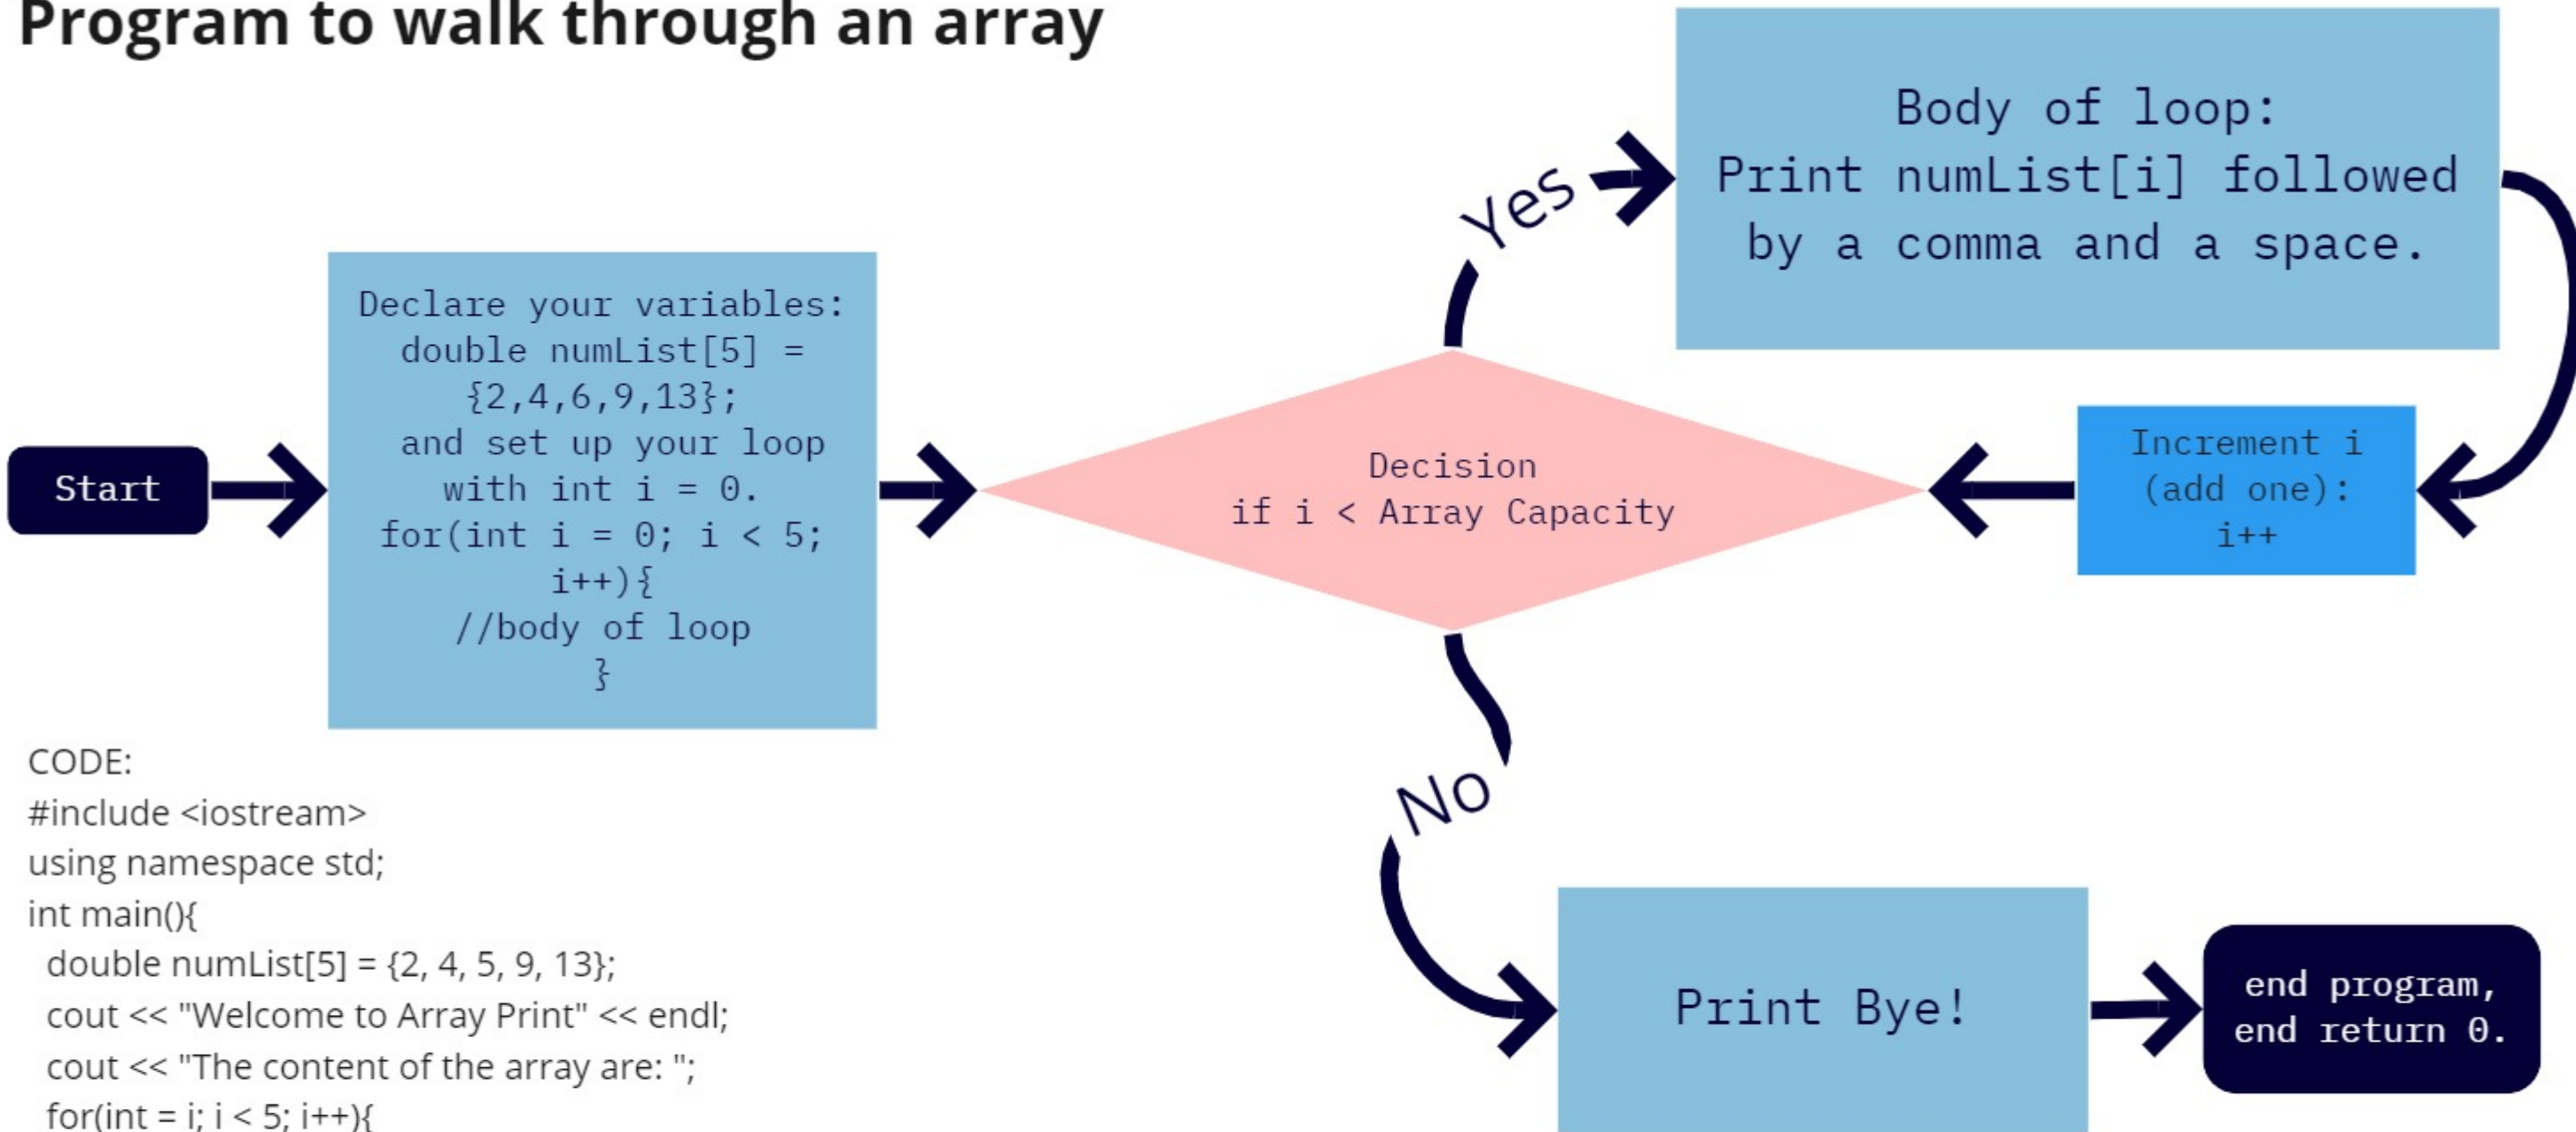 Program to walk through an array
Start
Declare your variables:
double numList[5] =
{2,4,6,9,13};
and set up your loop
with int i = 0.
for(int i = 0; i < 5;
i++){
//body of loop
}
Decision
if i < Array Capacity
Yes
Body of loop:
Print numList[i] followed
by a comma and a space.
Increment i
(add one):
i++
No
Print Bye!
end program,
end return 0.
CODE:
#include <iostream>
using namespace std;
int main(){
double numList[5] = {2, 4, 5, 9, 13};
cout << "Welcome to Array Print" << endl;
cout << "The content of the array are: ";
for(int = i; i < 5; i++){